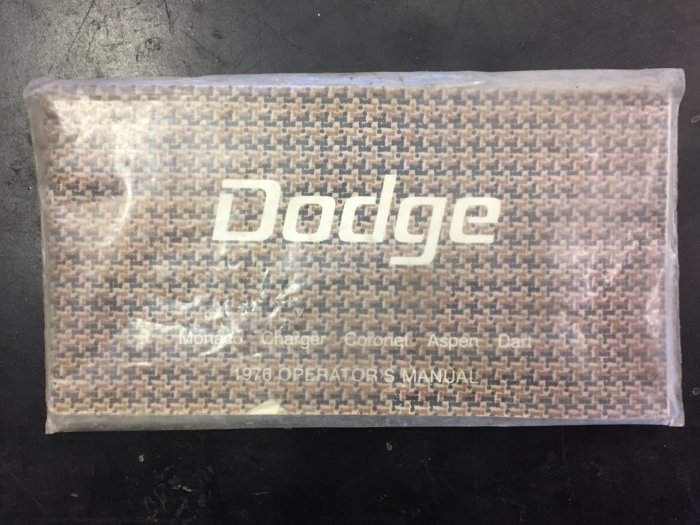 Dodge
Monaco Charger Coronet Aspen Dart
1976 OPERATOR'S MANUAL